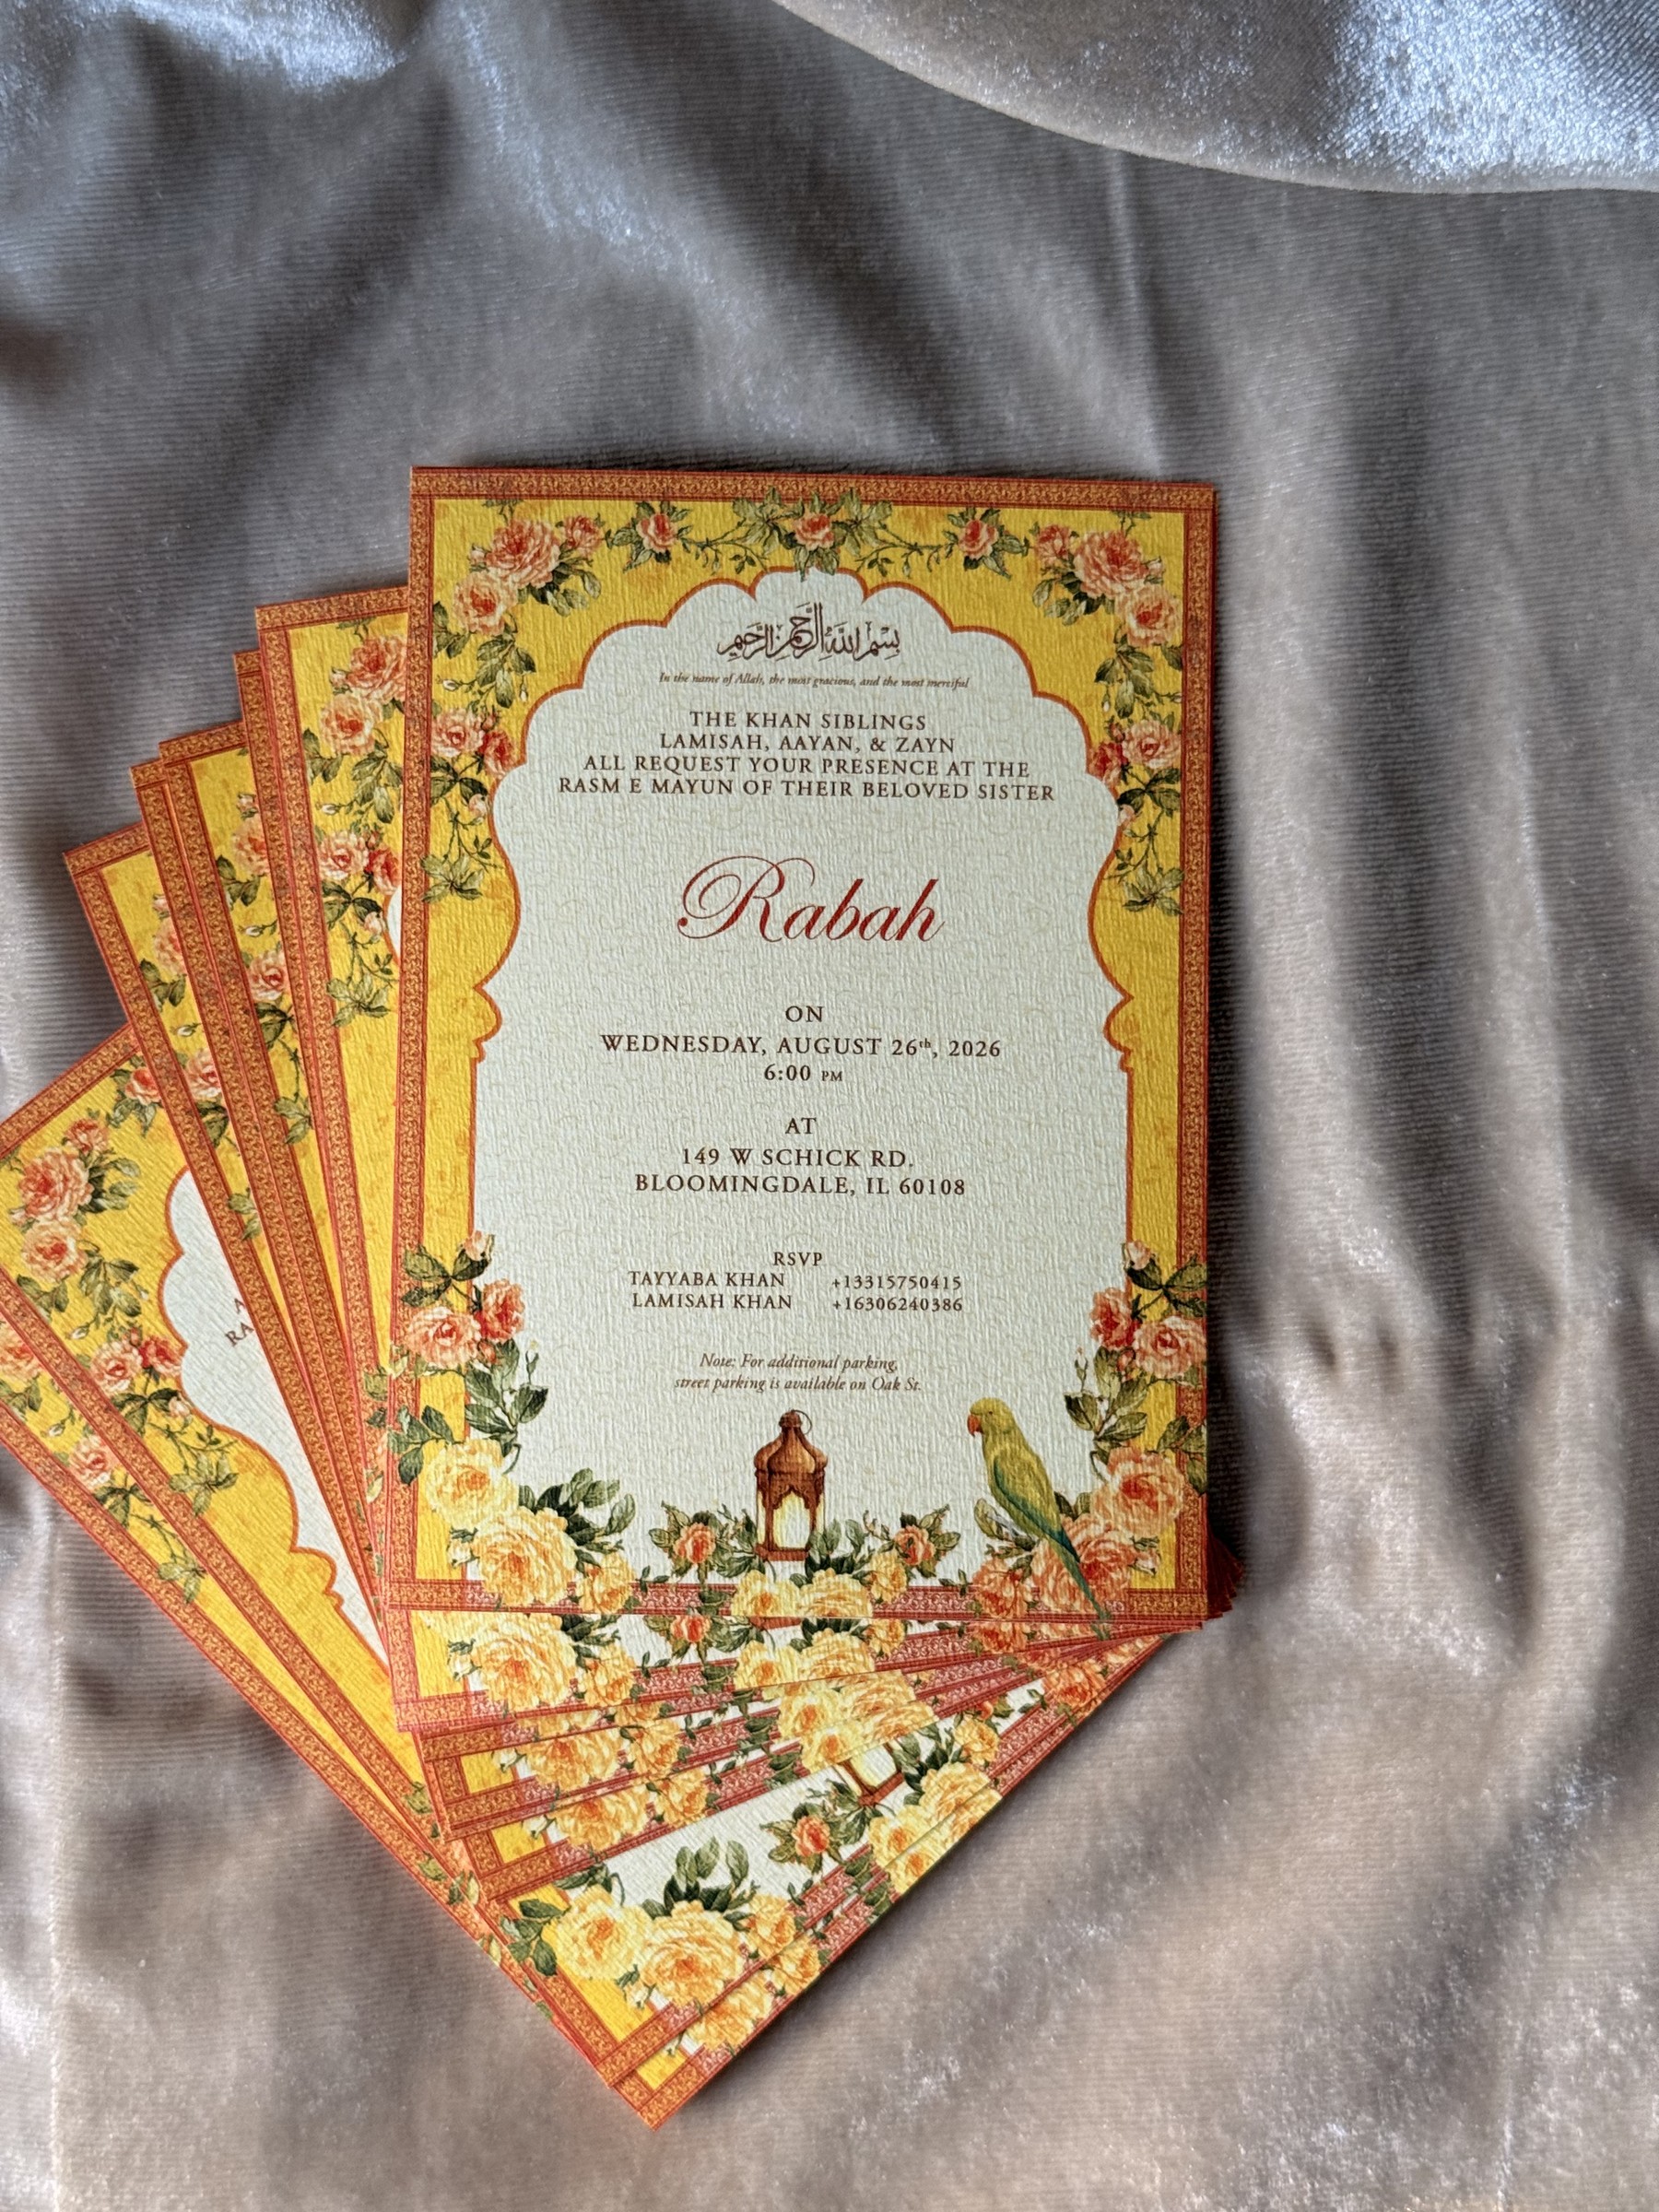 بسم الله الرحمن الرحيم
In the name of Allah, the most gracious, and the most merciful
THE KHAN SIBLINGS
LAMISAH, AAYAN, & ZAYN
ALL REQUEST YOUR PRESENCE AT THE
RASM E MAYUN OF THEIR BELOVED SISTER
Rabah
ON
WEDNESDAY, AUGUST 26th, 2026
6:00 PM
AT
149 W SCHICK RD.
BLOOMINGDALE, IL 60108
RSVP
TAYYABA KHAN +13315750415
LAMISAH KHAN +16306240386
Note: For additional parking,
street parking is available on Oak St.
A
RA